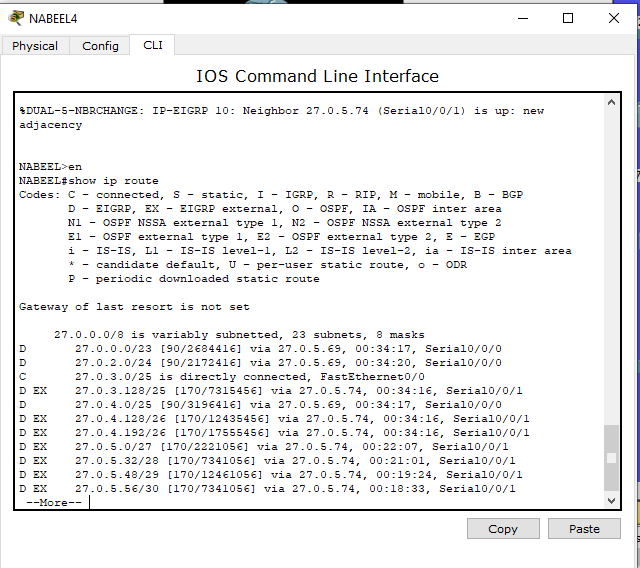 NABEEL4
Physical Config CLI
IOS Command Line Interface
%DUAL-5-NBRCHANGE: IP-EIGRP 10: Neighbor 27.0.5.74 (Serial0/0/1) is up: new
adjacency
NABEEL>en
NABEEL#show ip route
Codes: C - connected, S - static, I - IGRP, R - RIP, M - mobile, B - BGP
D - EIGRP, EX - EIGRP external, O - OSPF, IA - OSPF inter area
N1 - OSPF NSSA external type 1, N2 - OSPF NSSA external type 2
E1 - OSPF external type 1, E2 - OSPF external type 2, E - EGP
i - IS-IS, L1 - IS-IS level-1, L2 - IS-IS level-2, ia - IS-IS inter area
* - candidate default, U - per-user static route, o - ODR
P - periodic downloaded static route
Gateway of last resort is not set
27.0.0.0/8 is variably subnetted, 23 subnets, 8 masks
D 27.0.0.0/23 [90/2684416] via 27.0.5.69, 00:34:17, Serial0/0/0
D 27.0.2.0/24 [90/2172416] via 27.0.5.69, 00:34:20, Serial0/0/0
C 27.0.3.0/25 is directly connected, FastEthernet0/0
D EX 27.0.3.128/25 [170/7315456] via 27.0.5.74, 00:34:16, Serial0/0/1
D 27.0.4.0/25 [90/3196416] via 27.0.5.69, 00:34:17, Serial0/0/0
D EX 27.0.4.128/26 [170/12435456] via 27.0.5.74, 00:34:16, Serial0/0/1
D EX 27.0.4.192/26 [170/17555456] via 27.0.5.74, 00:34:16, Serial0/0/1
D EX 27.0.5.0/27 [170/2221056] via 27.0.5.74, 00:22:07, Serial0/0/1
D EX 27.0.5.32/28 [170/7341056] via 27.0.5.74, 00:21:01, Serial0/0/1
D EX 27.0.5.48/29 [170/12461056] via 27.0.5.74, 00:19:24, Serial0/0/1
D EX 27.0.5.56/30 [170/7341056] via 27.0.5.74, 00:18:33, Serial0/0/1
--More--
Copy Paste